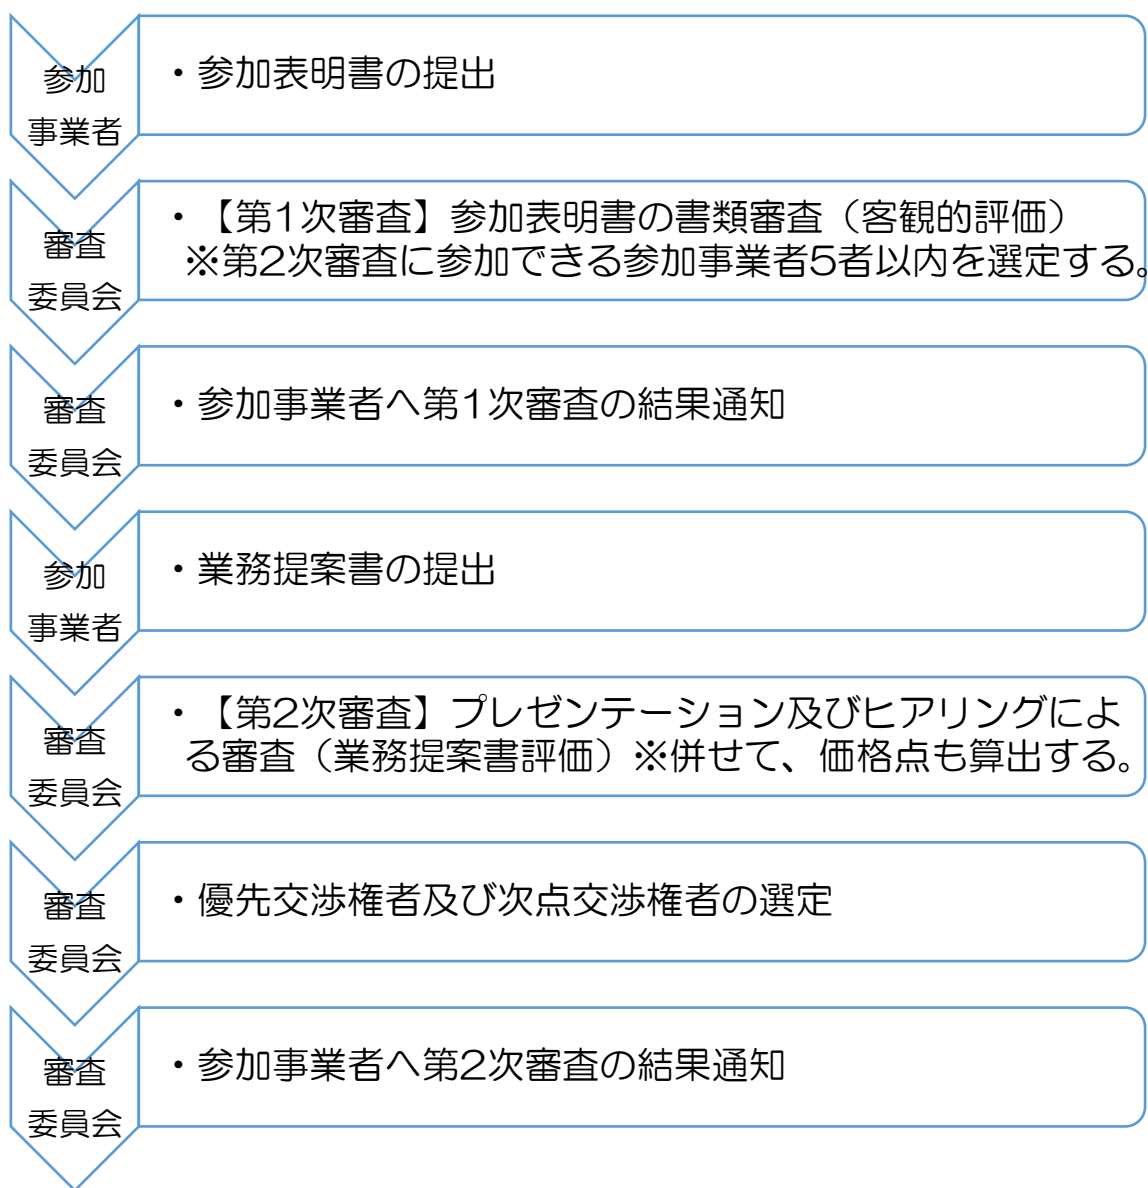 参加
事業者
・参加表明書の提出
審査
委員会
・【第1次審査】参加表明書の書類審査（客観的評価）
※第2次審査に参加できる参加事業者5者以内を選定する。
審査
委員会
・参加事業者へ第1次審査の結果通知
参加
事業者
・業務提案書の提出
審査
委員会
・【第2次審査】プレゼンテーション及びヒアリングによ
る審査（業務提案書評価）※併せて、価格点も算出する。
審査
委員会
・優先交渉権者及び次点交渉権者の選定
審査
委員会
・参加事業者へ第2次審査の結果通知